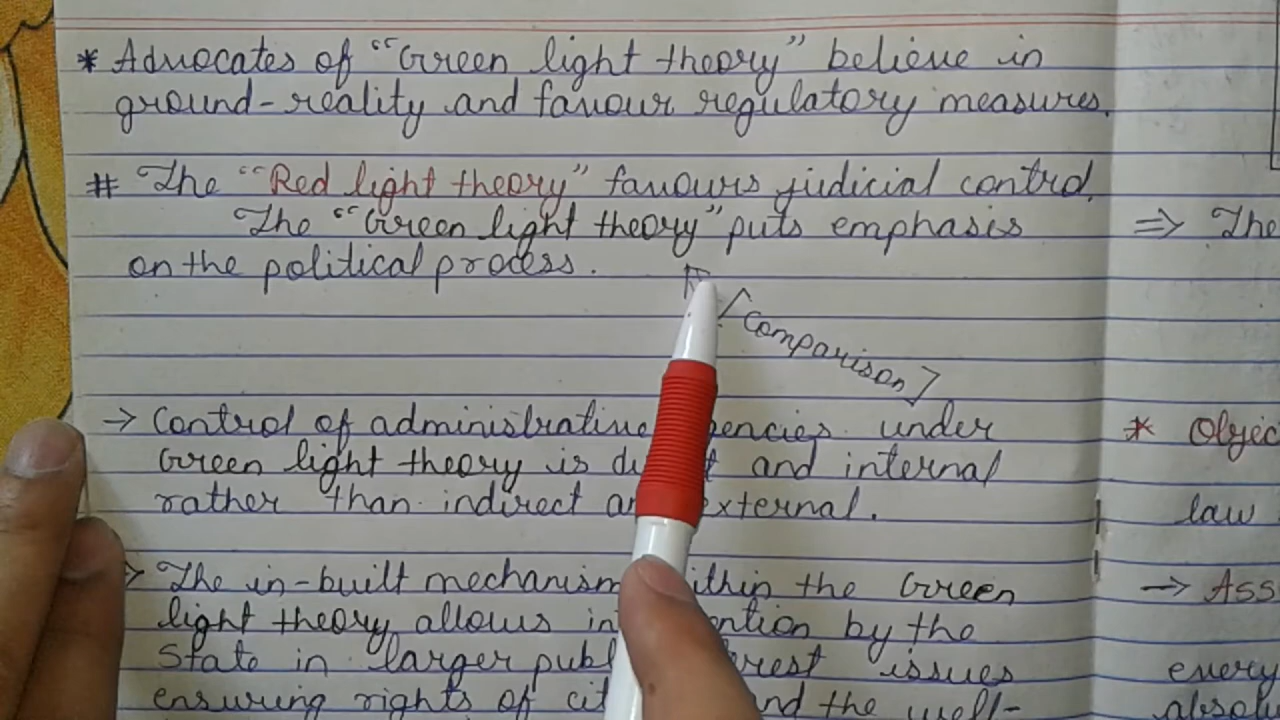 * Advocates of "Green light theory" believe in
ground-reality and favour regulatory measures.
# The "Red light theory" favours judicial control.
The "Green light theory" puts emphasis
on the political process.
[Comparison]
→ Control of administrative under
Green light theory is and internal
rather than indirect
The in-built mechanism the Green
light theory allows by the
State in larger issues
ensuring rights of and the well-
⇒ The
*
law
→
every